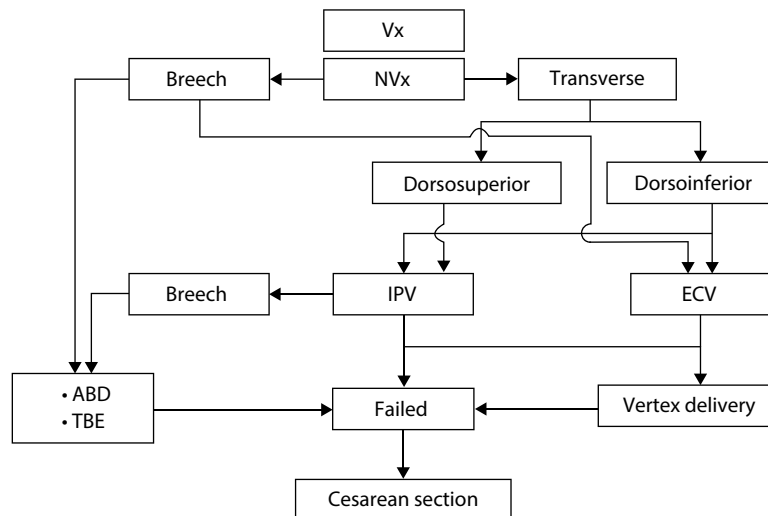 Vx
Breech
NVx
Transverse
Dorsosuperior
Dorsoinferior
Breech
IPV
ECV
• ABD
• TBE
Failed
Vertex delivery
Cesarean section